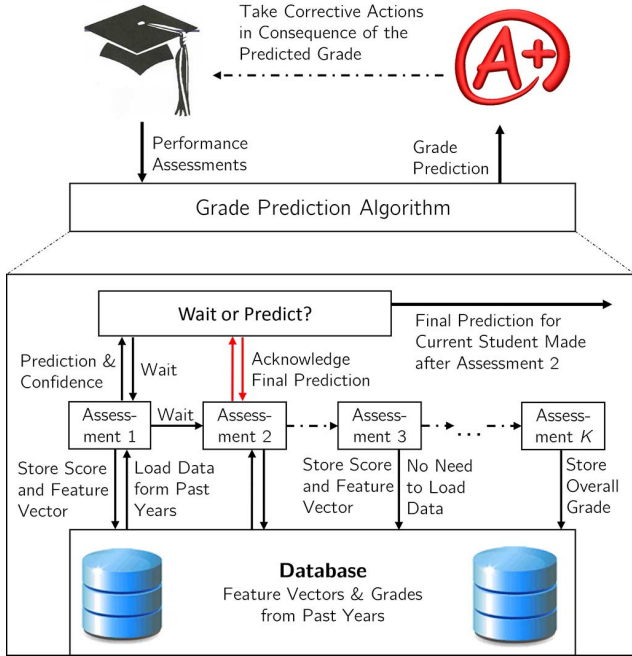 Take Corrective Actions
in Consequence of the
Predicted Grade
A+
Performance
Assessments
Grade
Prediction
Grade Prediction Algorithm
Wait or Predict?
Final Prediction for
Current Student Made
after Assessment 2
Prediction &
Confidence
Wait
Acknowledge
Final Prediction
Assess-
ment 1
Wait
Assess-
ment 2
Assess-
ment 3
...
Assess-
ment K
Store Score
and Feature
Vector
Load Data
form Past
Years
Store Score
and Feature
Vector
No Need
to Load
Data
Store
Overall
Grade
Database
Feature Vectors & Grades
from Past Years